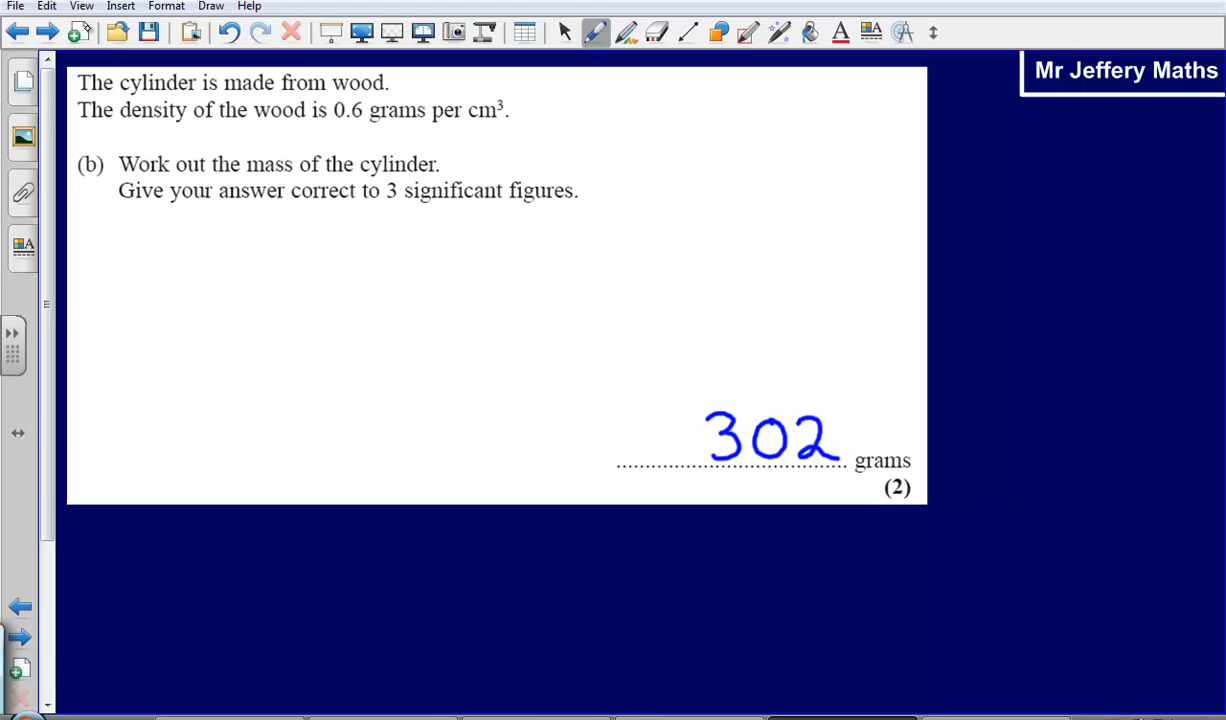 File Edit View Insert Format Draw Help
Mr Jeffery Maths
The cylinder is made from wood.
The density of the wood is 0.6 grams per cm³.
(b) Work out the mass of the cylinder.
Give your answer correct to 3 significant figures.
302
.......................................... grams
(2)